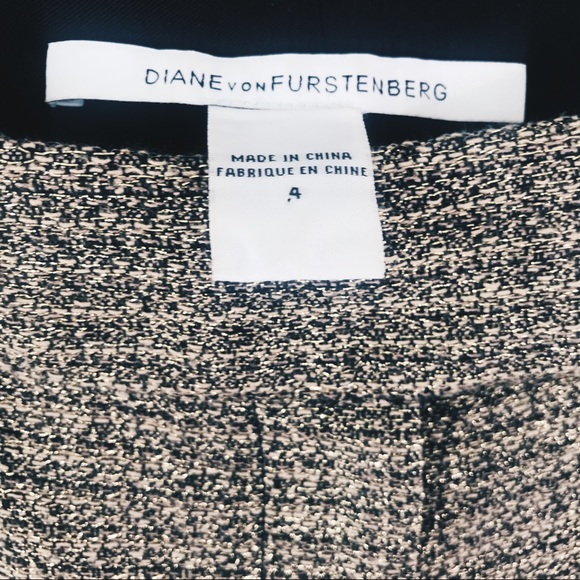 DIANE VON FURSTENBERG
MADE IN CHINA
FABRIQUE EN CHINE
4